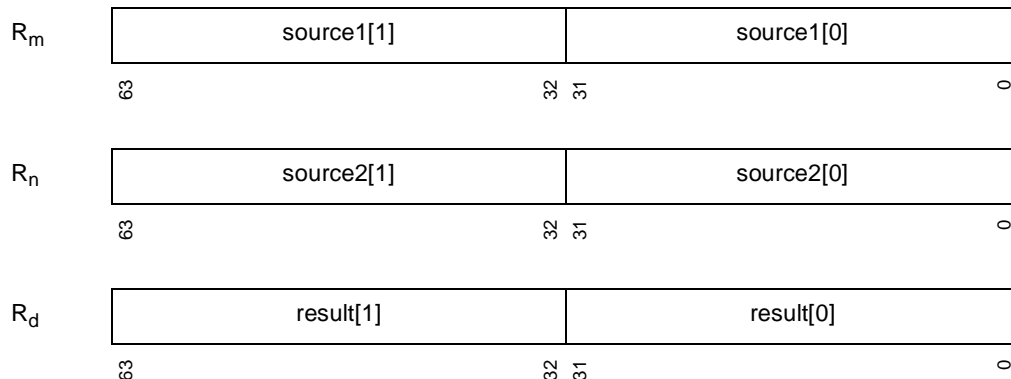 Rm source1[1] source1[0]
63 32 31 0
Rn source2[1] source2[0]
63 32 31 0
Rd result[1] result[0]
63 32 31 0